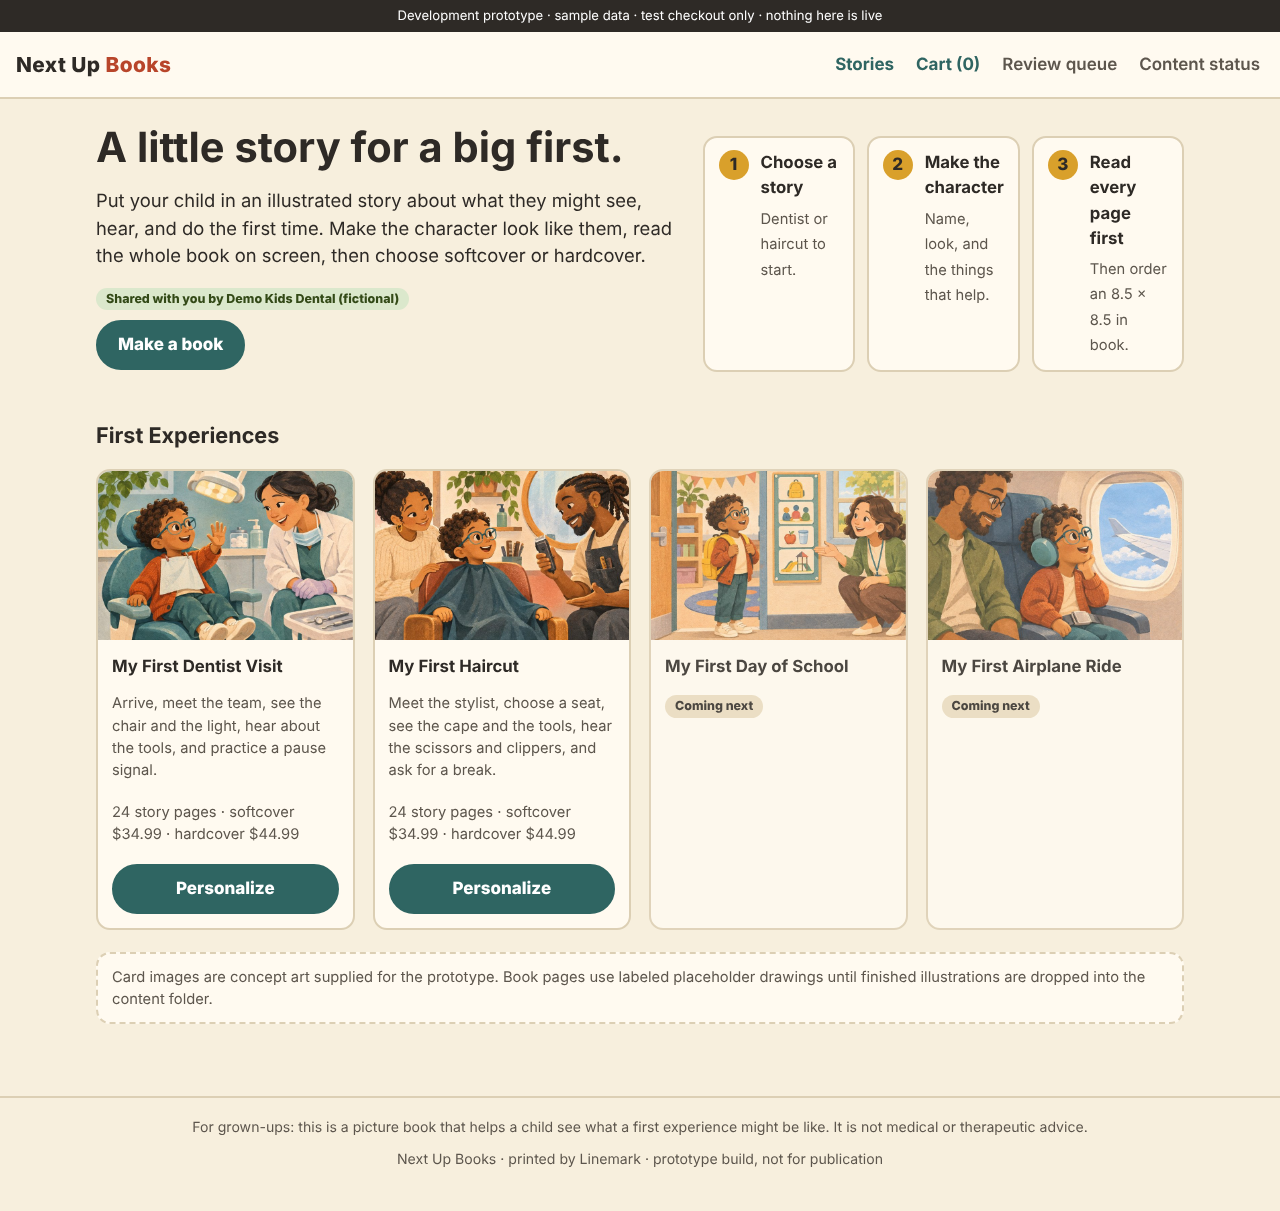 Development prototype · sample data · test checkout only · nothing here is live
Next Up Books
Stories
Cart (0)
Review queue
Content status
A little story for a big first.
Put your child in an illustrated story about what they might see,
hear, and do the first time. Make the character look like them, read
the whole book on screen, then choose softcover or hardcover.
Shared with you by Demo Kids Dental (fictional)
Make a book
1
Choose a
story
Dentist or
haircut to
start.
2
Make the
character
Name,
look, and
the things
that help.
3
Read
every
page
first
Then order
an 8.5 ×
8.5 in
book.
First Experiences
My First Dentist Visit
Arrive, meet the team, see the
chair and the light, hear about
the tools, and practice a pause
signal.
24 story pages · softcover
$34.99 · hardcover $44.99
Personalize
My First Haircut
Meet the stylist, choose a seat,
see the cape and the tools, hear
the scissors and clippers, and
ask for a break.
24 story pages · softcover
$34.99 · hardcover $44.99
Personalize
My First Day of School
Coming next
My First Airplane Ride
Coming next
Card images are concept art supplied for the prototype. Book pages use labeled placeholder drawings until finished illustrations are dropped into the
content folder.
For grown-ups: this is a picture book that helps a child see what a first experience might be like. It is not medical or therapeutic advice.
Next Up Books · printed by Linemark · prototype build, not for publication